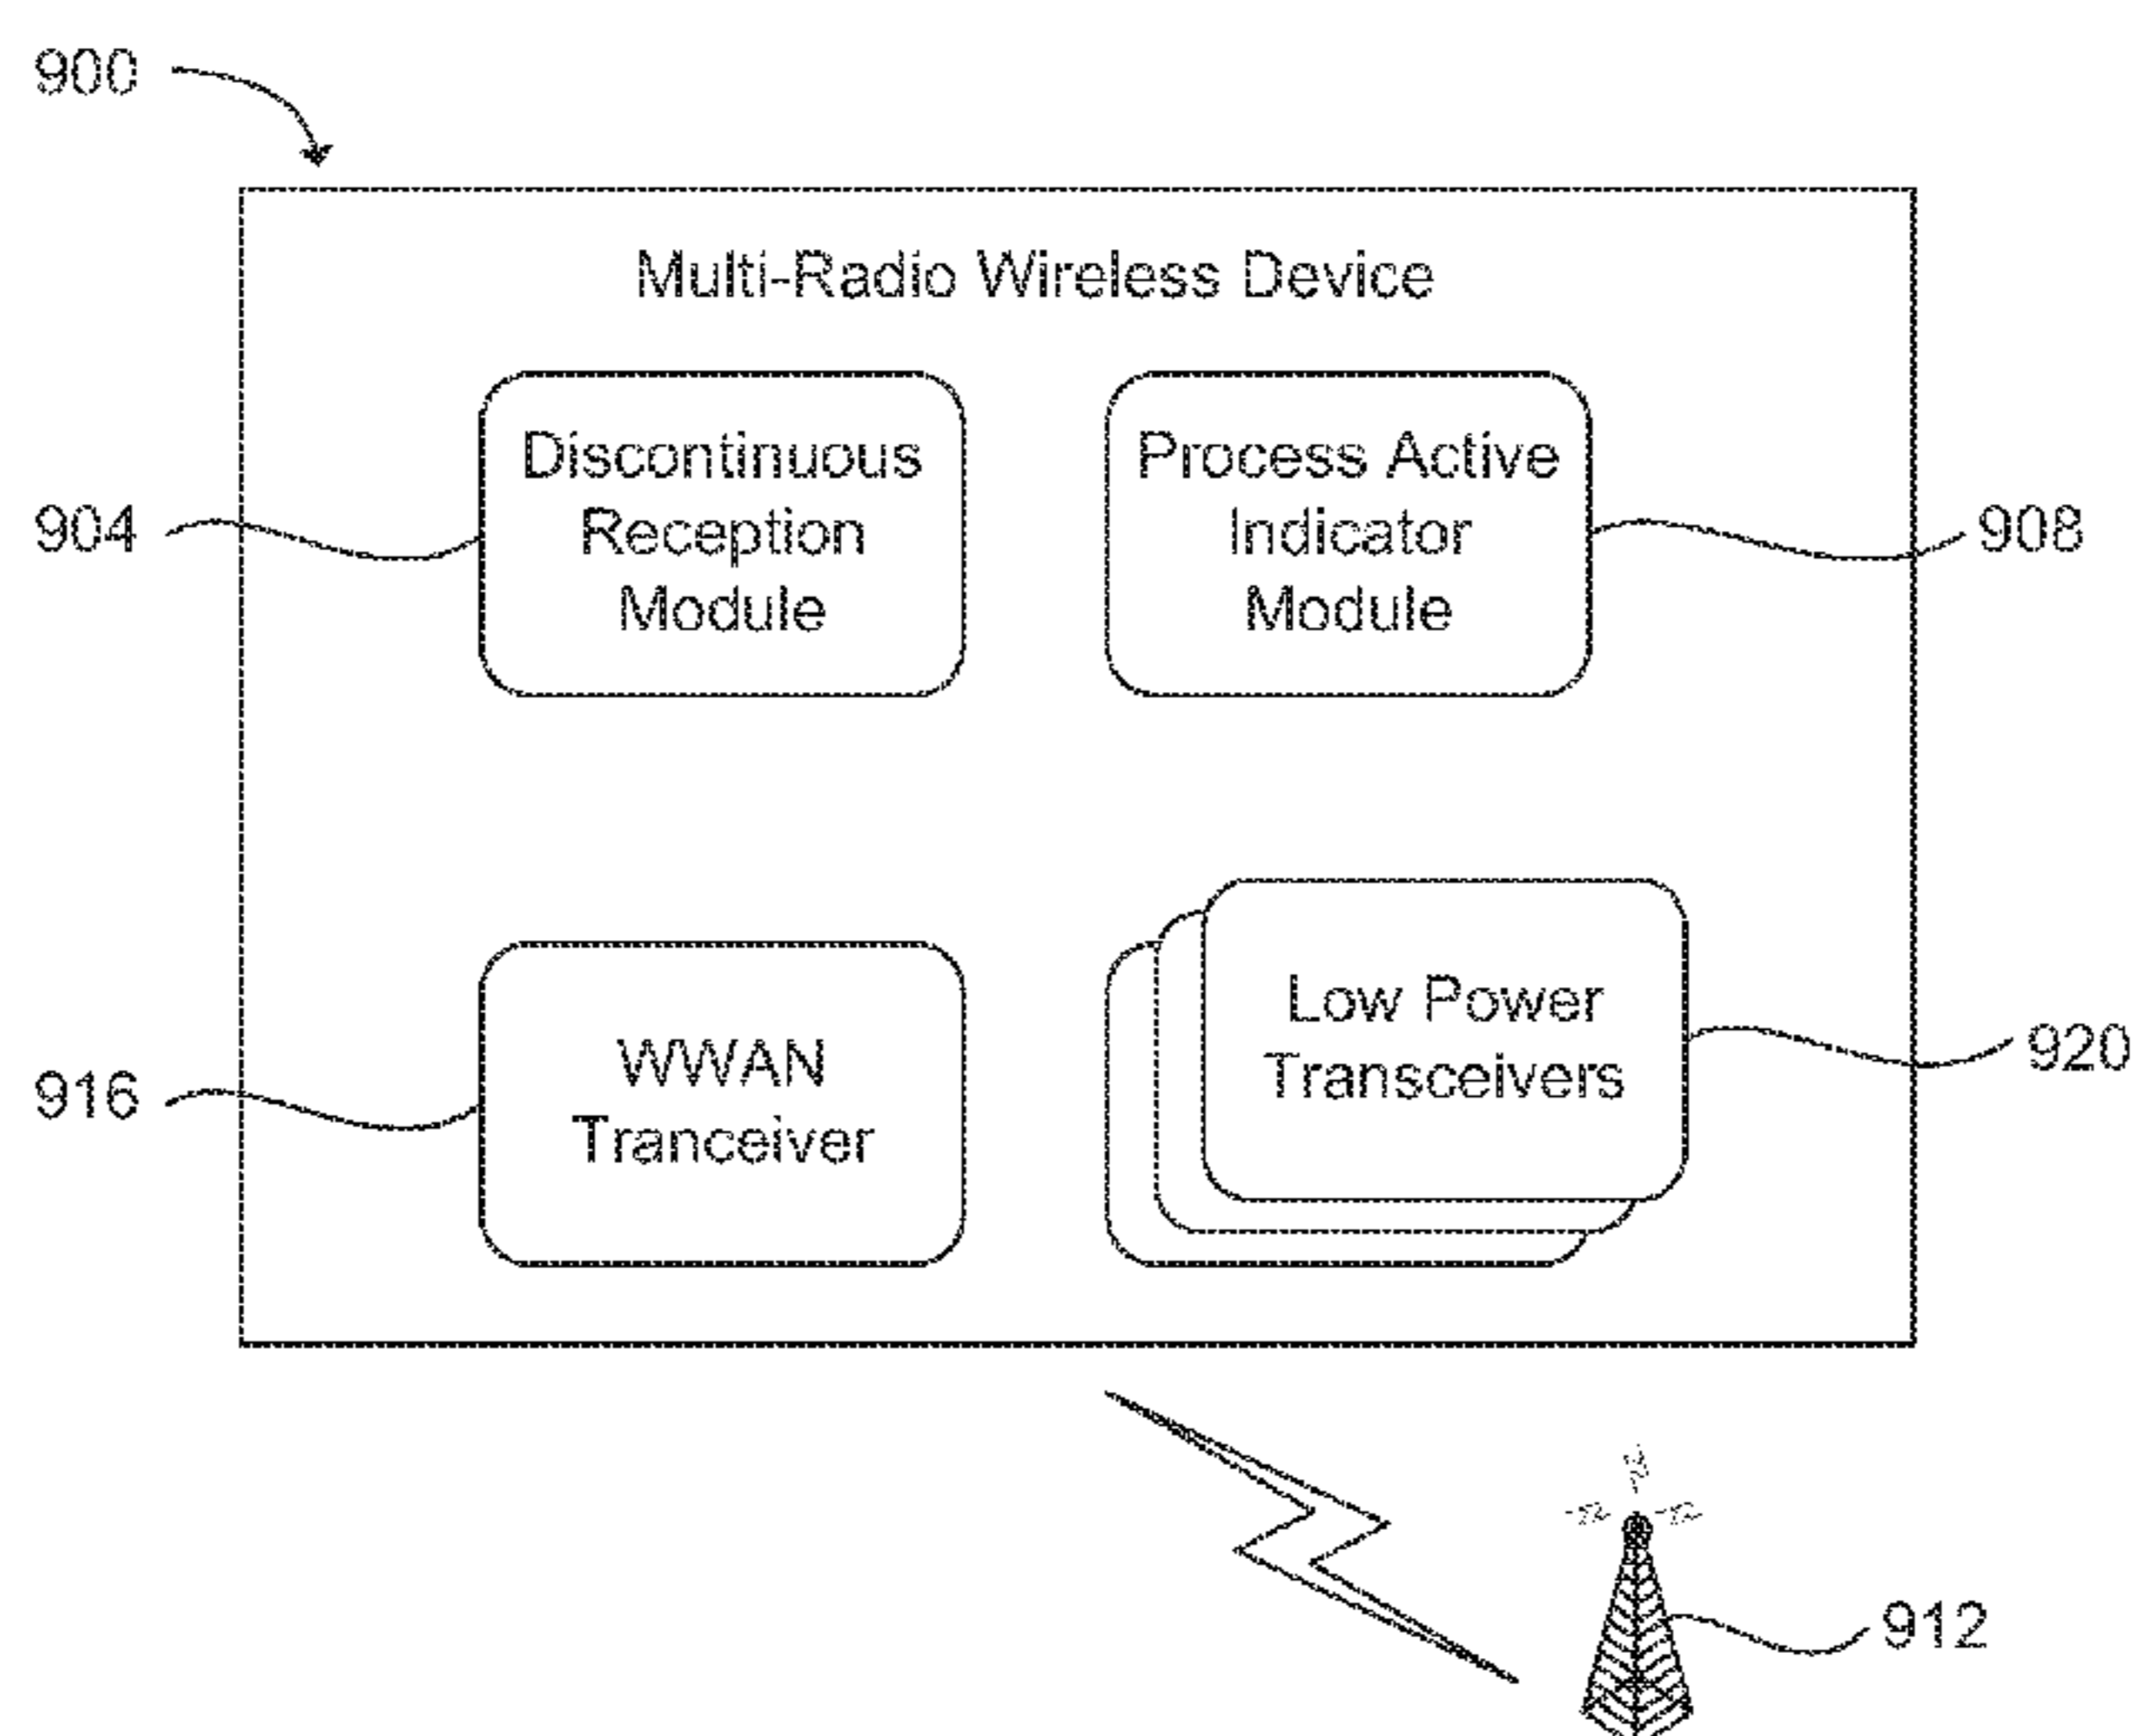 900
Multi-Radio Wireless Device
Discontinuous
Reception
Module
Process Active
Indicator
Module
904
908
WWAN
Tranceiver
Low Power
Transceivers
916
920
912